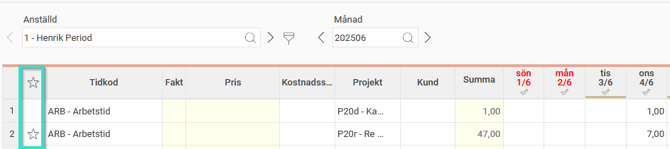 Anställd Månad
1 - Henrik Period 202506
Tidkod Fakt Pris Kostnadss... Projekt Kund Summa sön 1/6 mån 2/6 tis 3/6 ons 4/6
1 ARB - Arbetstid P20d - Ka... 1,00 1,00
2 ARB - Arbetstid P20r - Re ... 47,00 7,00